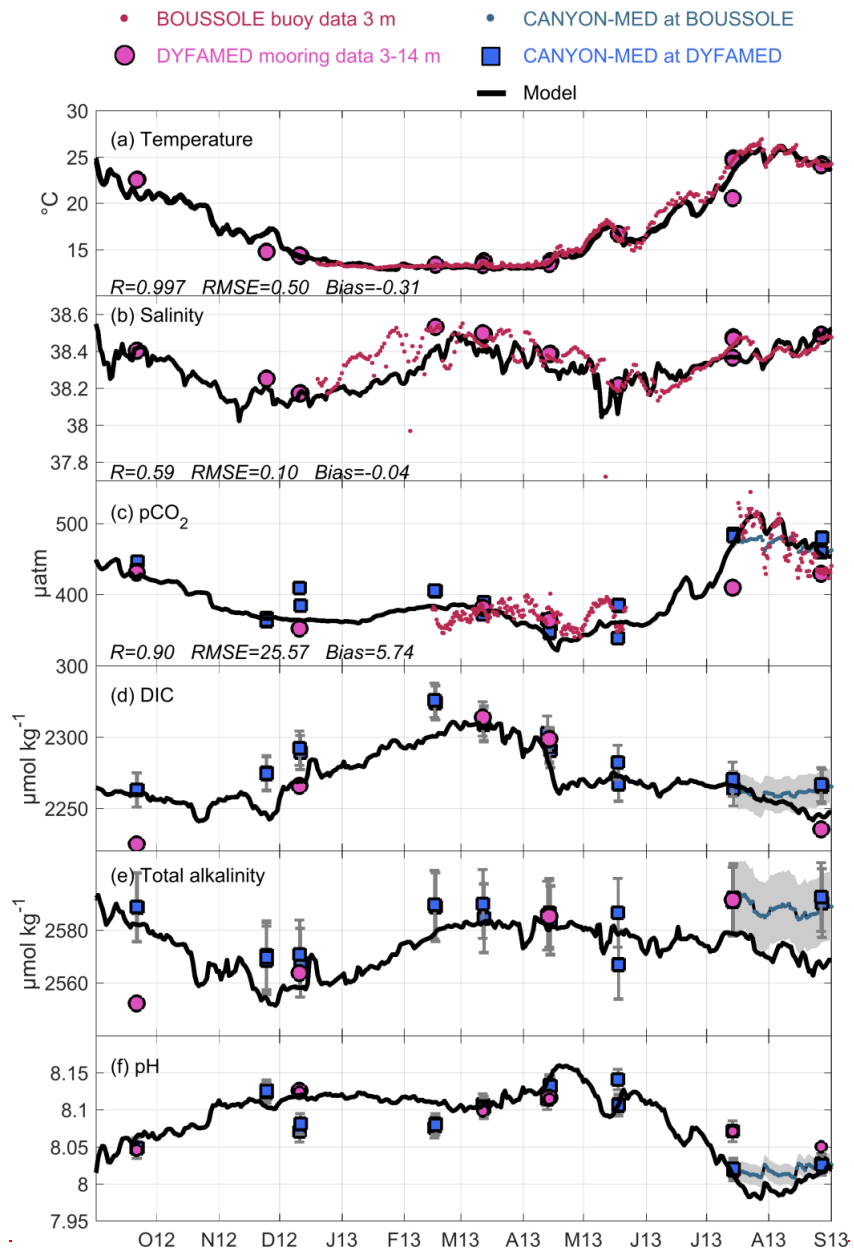 BOUSSOLE buoy data 3 m
CANYON-MED at BOUSSOLE
DYFAMED mooring data 3-14 m
CANYON-MED at DYFAMED
Model
(a) Temperature
°C
30
25
20
15
R=0.997 RMSE=0.50 Bias=-0.31
(b) Salinity
38.6
38.4
38.2
38
37.8
R=0.59 RMSE=0.10 Bias=-0.04
(c) pCO2
µatm
500
400
300
R=0.90 RMSE=25.57 Bias=5.74
(d) DIC
µmol kg-1
2300
2250
(e) Total alkalinity
µmol kg-1
2580
2560
(f) pH
8.15
8.1
8.05
8
7.95
O12 N12 D12 J13 F13 M13 A13 M13 J13 J13 A13 S13